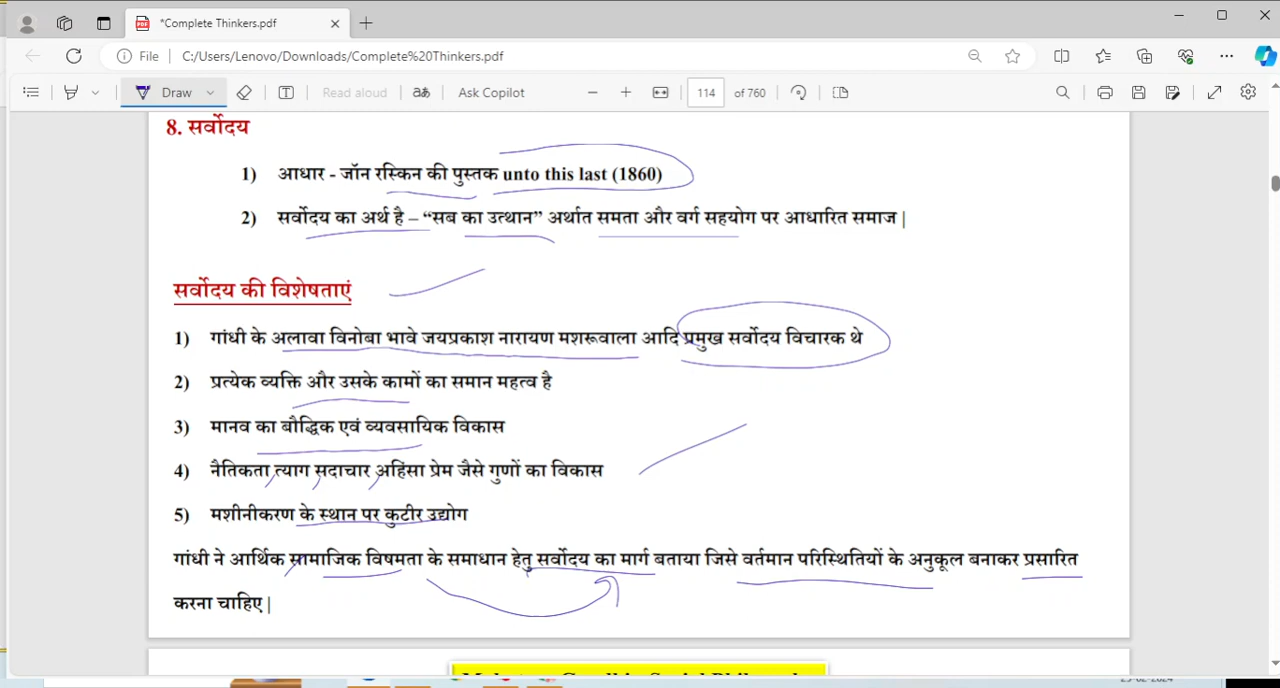 *Complete Thinkers.pdf
File C:/Users/Lenovo/Downloads/Complete%20Thinkers.pdf
Draw Read aloud Ask Copilot 114 of 760
8. सर्वोदय
1) आधार - जॉन रस्किन की पुस्तक unto this last (1860)
2) सर्वोदय का अर्थ है – “सब का उत्थान” अर्थात समता और वर्ग सहयोग पर आधारित समाज |
सर्वोदय की विशेषताएं
1) गांधी के अलावा विनोबा भावे जयप्रकाश नारायण मशरूवाला आदि प्रमुख सर्वोदय विचारक थे
2) प्रत्येक व्यक्ति और उसके कामों का समान महत्व है
3) मानव का बौद्धिक एवं व्यवसायिक विकास
4) नैतिकता त्याग सदाचार अहिंसा प्रेम जैसे गुणों का विकास
5) मशीनीकरण के स्थान पर कुटीर उद्योग
गांधी ने आर्थिक सामाजिक विषमता के समाधान हेतु सर्वोदय का मार्ग बताया जिसे वर्तमान परिस्थितियों के अनुकूल बनाकर प्रसारित
करना चाहिए |